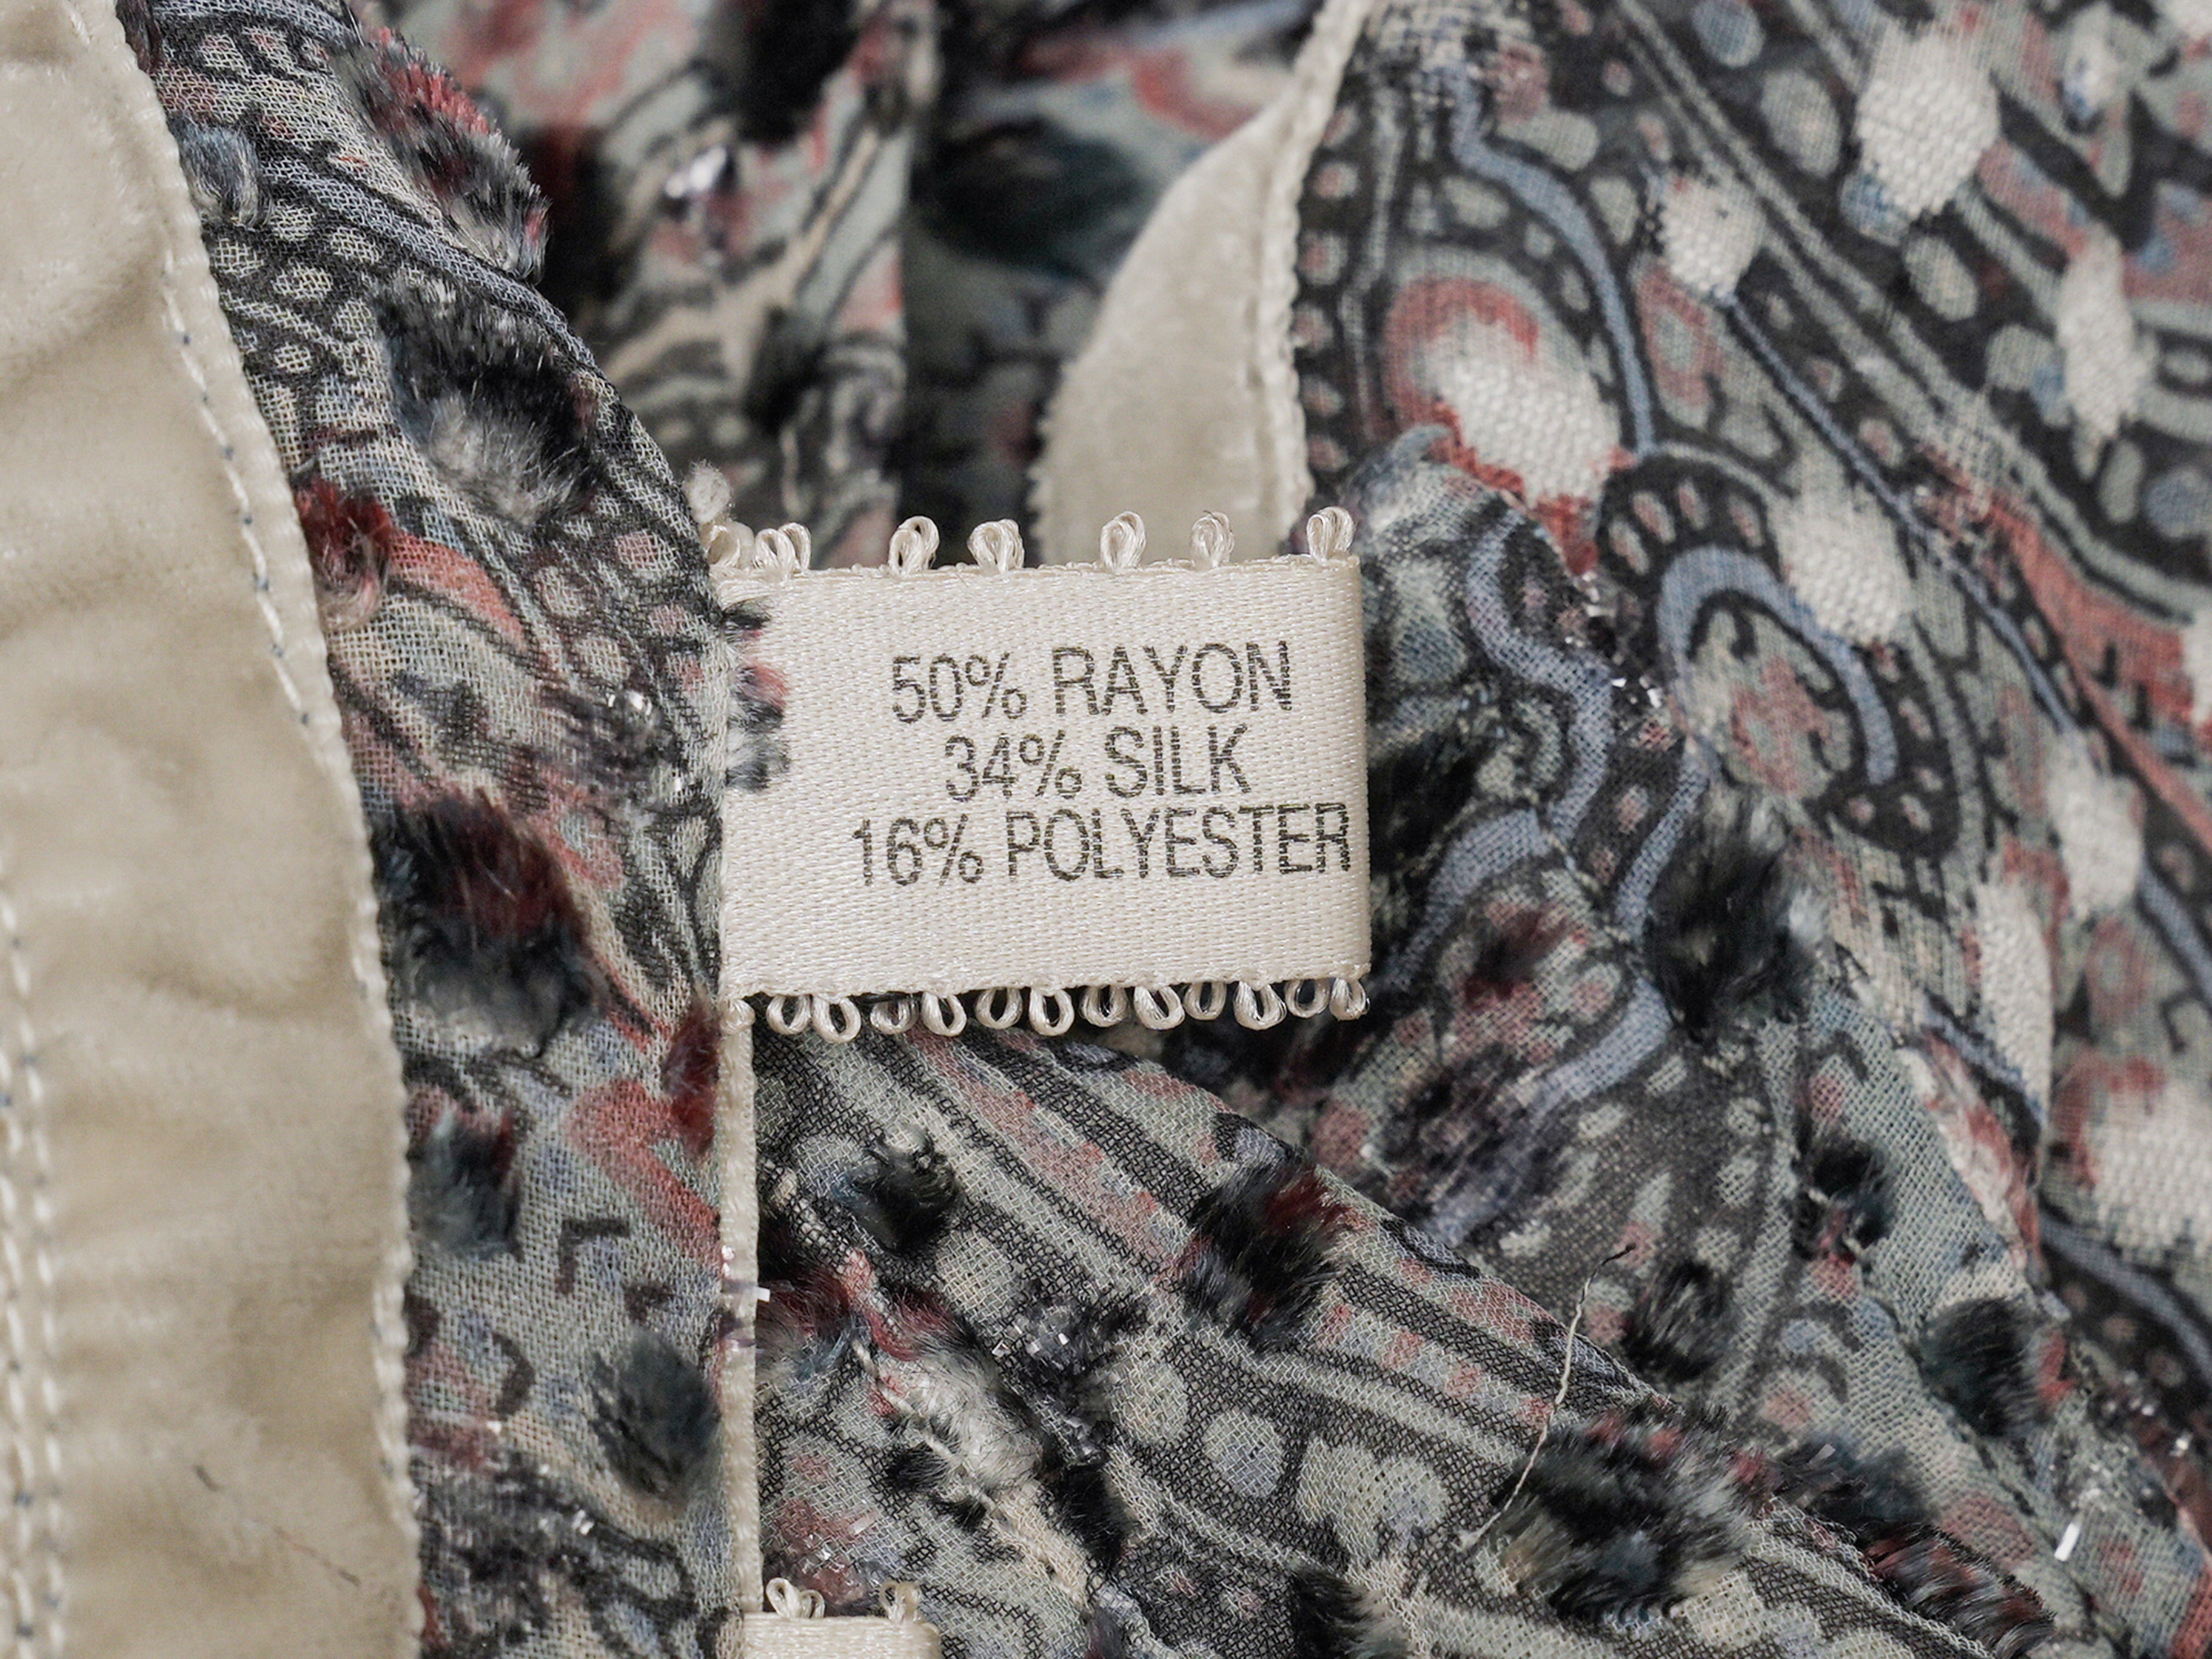 50% RAYON
34% SILK
16% POLYESTER